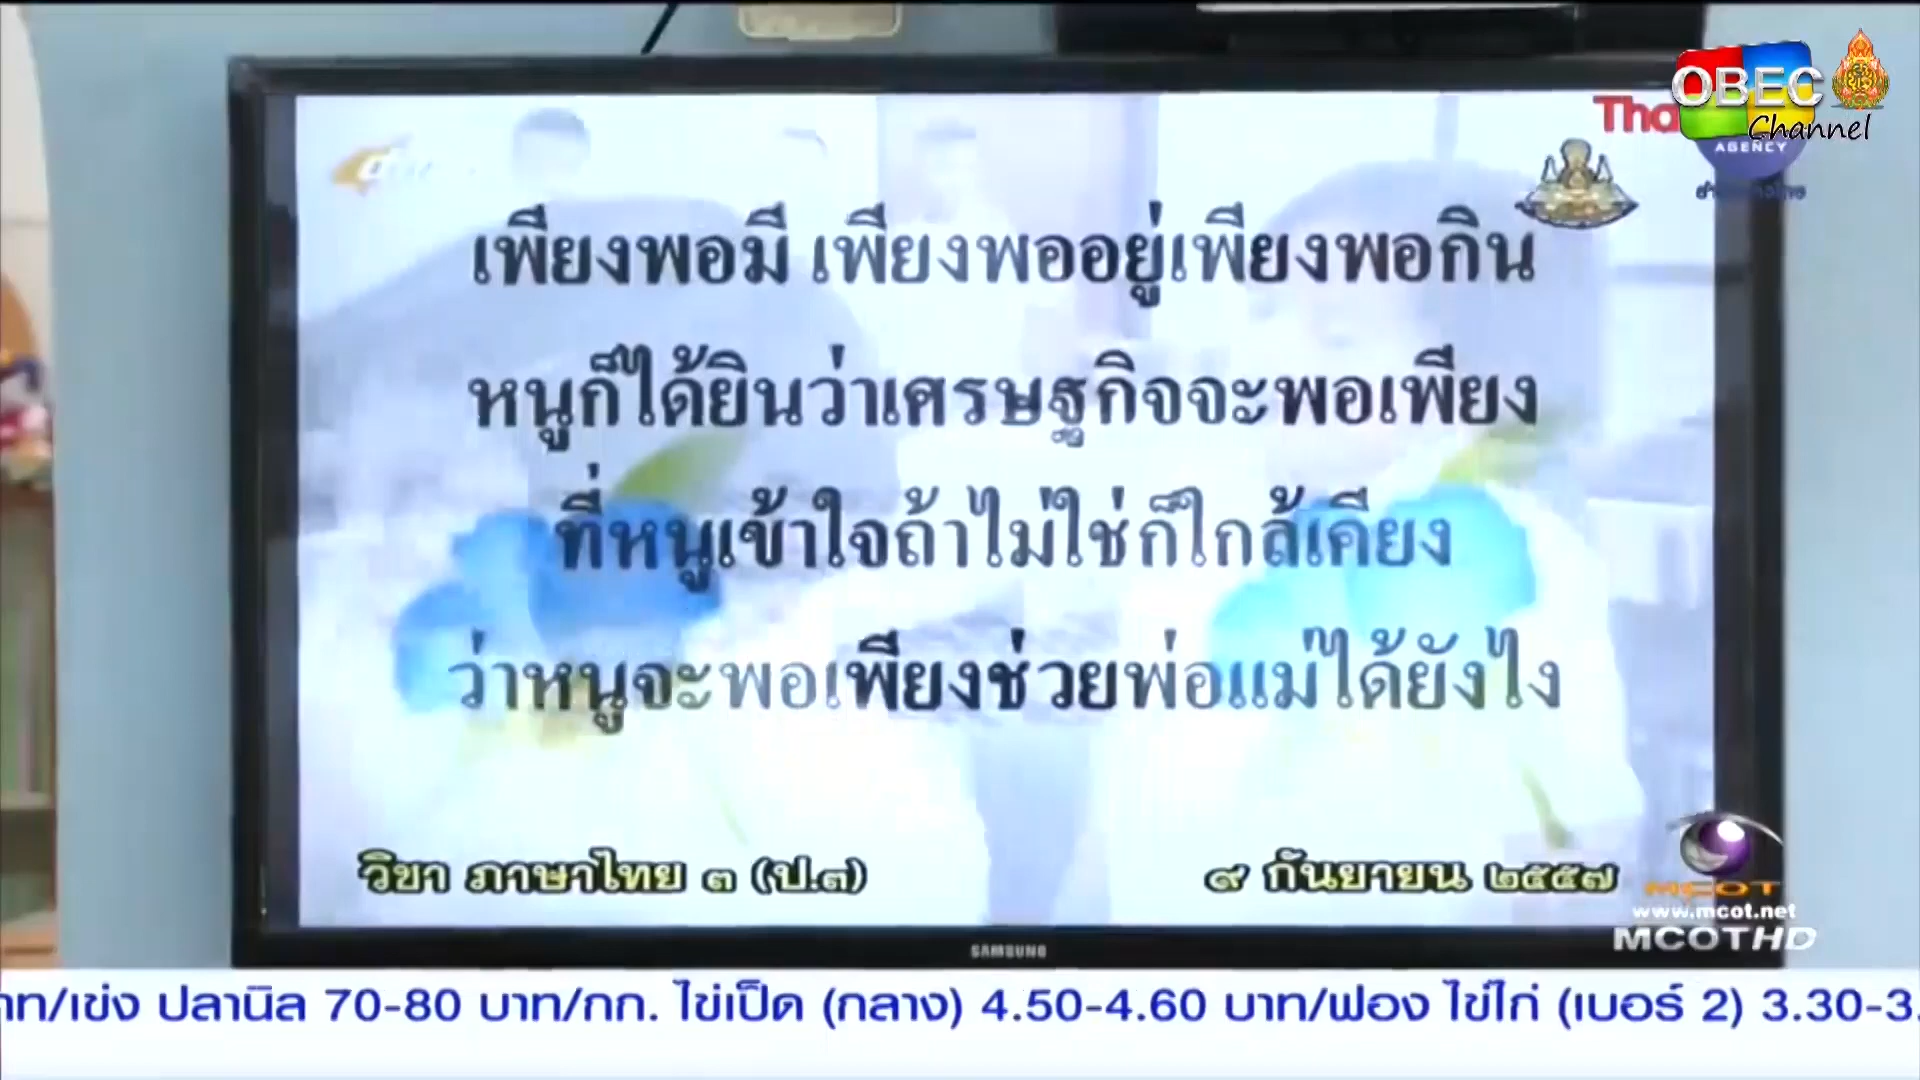 OBEC
Channel
Tha
AGENCY
เพียงพอมี เพียงพออยู่เพียงพอกิน
หนูก็ได้ยินว่าเศรษฐกิจจะพอเพียง
ที่หนูเข้าใจถ้าไม่ใช่ก็ใกล้เคียง
ว่าหนูจะพอเพียงช่วยพ่อแม่ได้ยังไง
วิชา ภาษาไทย ๓ (ป.๓)
๙ กันยายน ๒๕๕๗
MCOT
www.mcot.net
MCOTHD
SAMSUNG
าท/เข่ง ปลานิล 70-80 บาท/กก. ไข่เป็ด (กลาง) 4.50-4.60 บาท/ฟอง ไข่ไก่ (เบอร์ 2) 3.30-3.